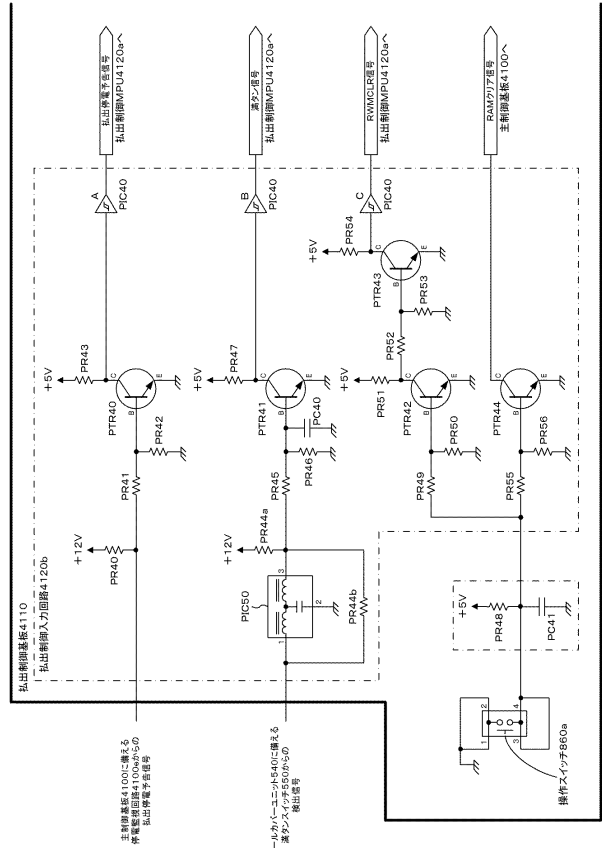 払出制御基板4110
払出制御入力回路4120b
主制御基板4100に備える
停電監視回路4100eからの
払出停電予告信号
+12V
PR40
PR41
PR42
+5V
PR43
PTR40
B
C
E
A
PIC40
払出停電予告信号
払出制御MPU4120aへ
ールカバーユニット540に備える
満タンスイッチ550からの
検出信号
PIC50
1
2
3
PR44b
+12V
PR44a
PR45
PR46
PC40
+5V
PR47
PTR41
B
C
E
B
PIC40
満タン信号
払出制御MPU4120aへ
PR49
PR50
+5V
PR51
PTR42
B
C
E
PR52
PR53
+5V
PR54
PTR43
B
C
E
C
PIC40
RWMCLR信号
払出制御MPU4120aへ
操作スイッチ860a
1
2
3
4
+5V
PR48
PC41
PR55
PR56
PTR44
B
C
E
RAMクリア信号
主制御基板4100へ